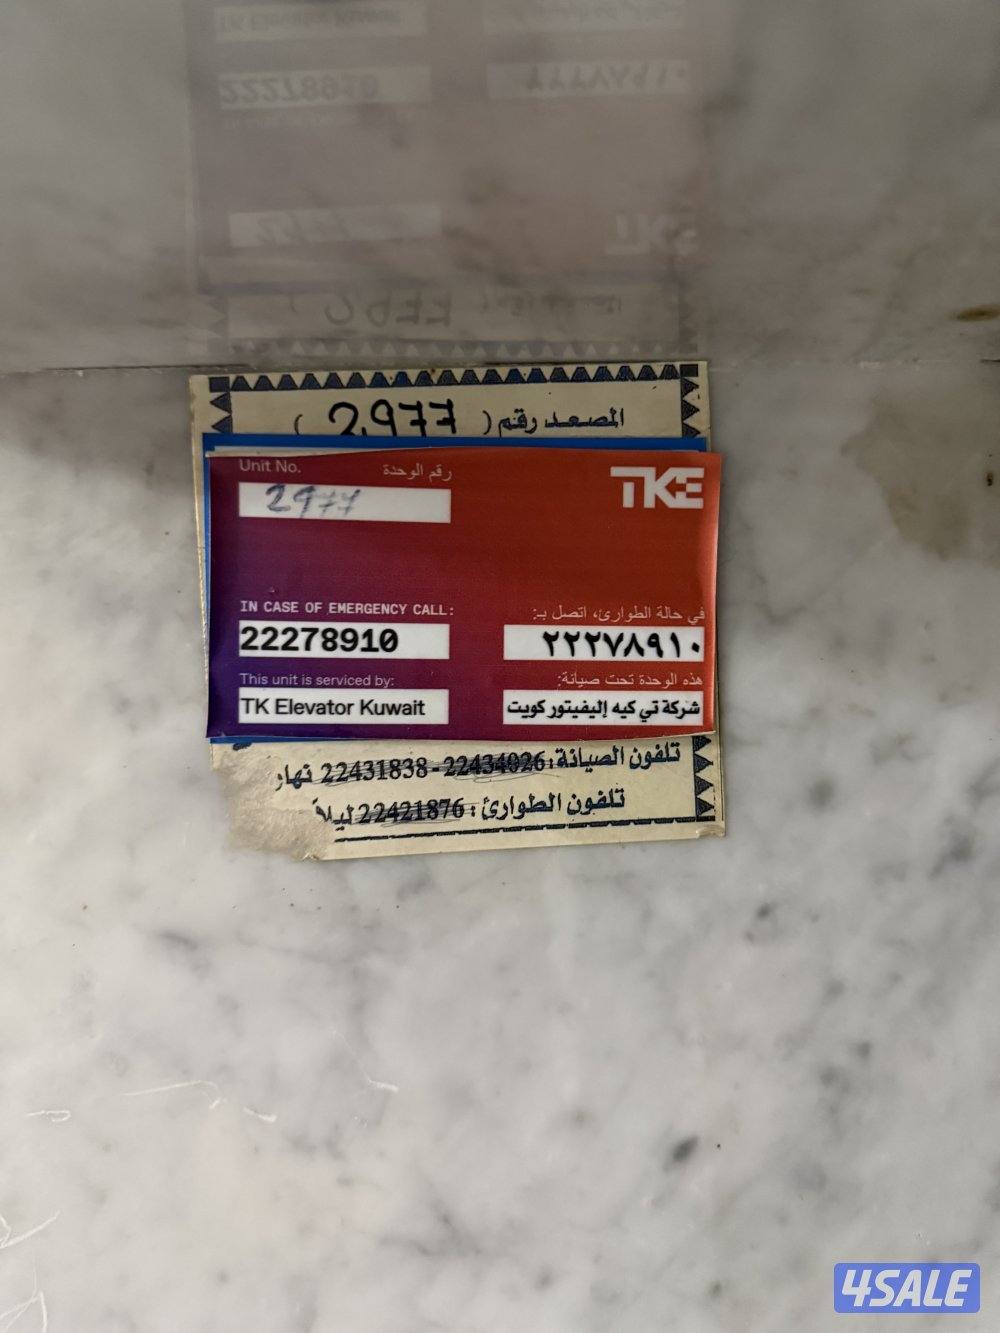 المصعد رقم ( 2977 )
TKE
Unit No. رقم الوحدة
2977
IN CASE OF EMERGENCY CALL: في حالة الطوارئ، اتصل بـ:
22278910 ٢٢٢٧٨٩١٠
This unit is serviced by: هذه الوحدة تحت صيانة:
TK Elevator Kuwait شركة تي كيه إليفيتور كويت
تلفون الصيانة: 22434026 - 22431838 نهار
تلفون الطوارئ: 22421876 ليلاً
4SALE